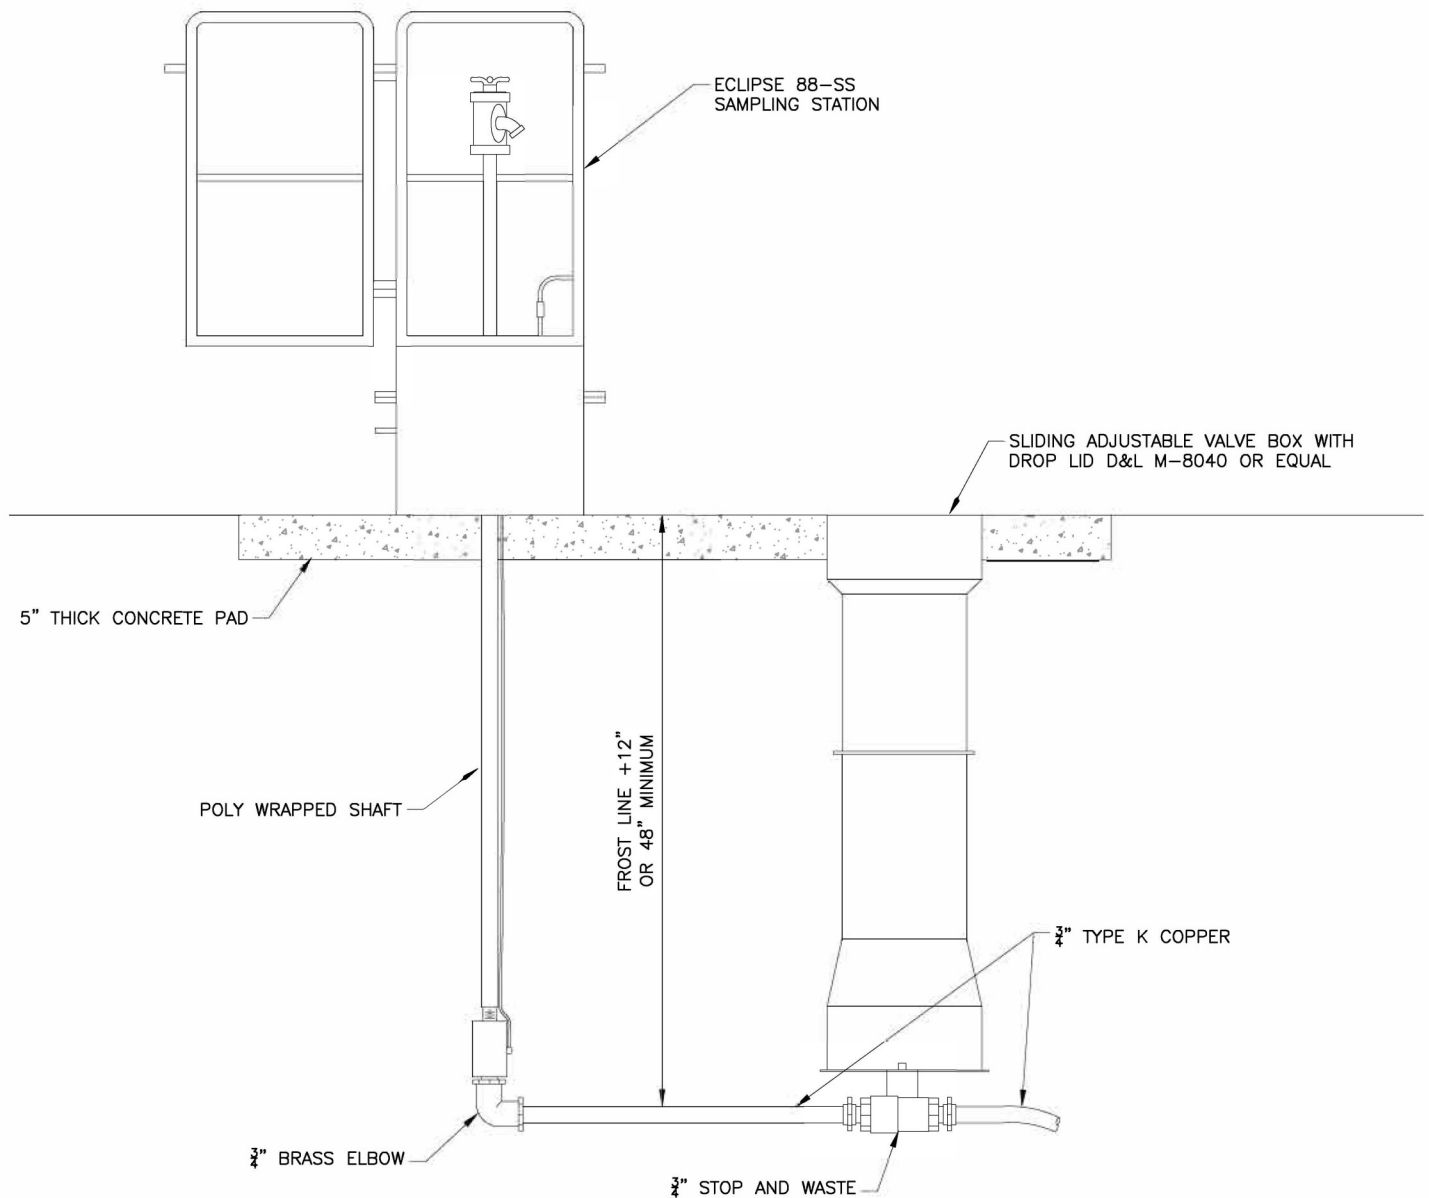 ECLIPSE 88-SS
SAMPLING STATION
SLIDING ADJUSTABLE VALVE BOX WITH
DROP LID D&L M-8040 OR EQUAL
5" THICK CONCRETE PAD
FROST LINE +12"
OR 48" MINIMUM
POLY WRAPPED SHAFT
3/4" TYPE K COPPER
3/4" BRASS ELBOW
3/4" STOP AND WASTE